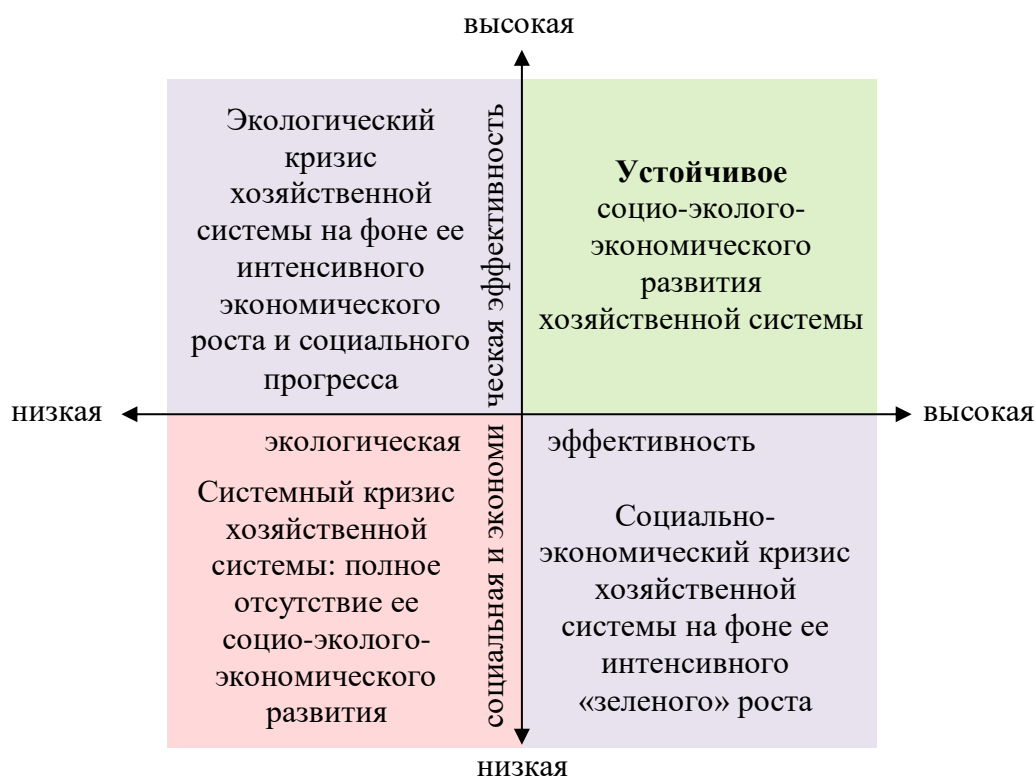 высокая
Экологический
кризис
хозяйственной
системы на фоне ее
интенсивного
экономического
роста и социального
прогресса
социальная и экономи ческая эффективность
Устойчивое
социо-эколого-
экономического
развития
хозяйственной системы
низкая
высокая
экологическая
эффективность
Системный кризис
хозяйственной
системы: полное
отсутствие ее
социо-эколого-
экономического
развития
Социально-
экономический кризис
хозяйственной
системы на фоне ее
интенсивного
«зеленого» роста
низкая